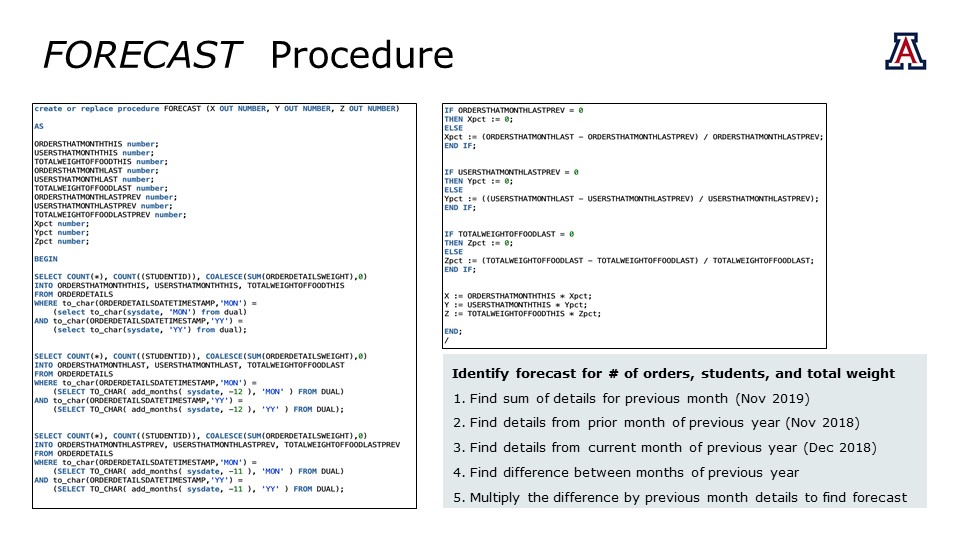 FORECAST Procedure
create or replace procedure FORECAST (X OUT NUMBER, Y OUT NUMBER, Z OUT NUMBER)
AS
ORDERSTHATMONTHTHIS number;
USERSTHATMONTHTHIS number;
TOTALWEIGHTOFFOODTHIS number;
ORDERSTHATMONTHLAST number;
USERSTHATMONTHLAST number;
TOTALWEIGHTOFFOODLAST number;
ORDERSTHATMONTHLASTPREV number;
USERSTHATMONTHLASTPREV number;
TOTALWEIGHTOFFOODLASTPREV number;
Xpct number;
Ypct number;
Zpct number;
BEGIN
SELECT COUNT(*), COUNT((STUDENTID)), COALESCE(SUM(ORDERDETAILSWEIGHT),0)
INTO ORDERSTHATMONTHTHIS, USERSTHATMONTHTHIS, TOTALWEIGHTOFFOODTHIS
FROM ORDERDETAILS
WHERE to_char(ORDERDETAILSDATETIMESTAMP,'MON') =
(select to_char(sysdate, 'MON') from dual)
AND to_char(ORDERDETAILSDATETIMESTAMP,'YY') =
(select to_char(sysdate, 'YY') from dual);
SELECT COUNT(*), COUNT((STUDENTID)), COALESCE(SUM(ORDERDETAILSWEIGHT),0)
INTO ORDERSTHATMONTHLAST, USERSTHATMONTHLAST, TOTALWEIGHTOFFOODLAST
FROM ORDERDETAILS
WHERE to_char(ORDERDETAILSDATETIMESTAMP,'MON') =
(SELECT TO_CHAR( add_months( sysdate, -12 ), 'MON' ) FROM DUAL)
AND to_char(ORDERDETAILSDATETIMESTAMP,'YY') =
(SELECT TO_CHAR( add_months( sysdate, -12 ), 'YY' ) FROM DUAL);
SELECT COUNT(*), COUNT((STUDENTID)), COALESCE(SUM(ORDERDETAILSWEIGHT),0)
INTO ORDERSTHATMONTHLASTPREV, USERSTHATMONTHLASTPREV, TOTALWEIGHTOFFOODLASTPREV
FROM ORDERDETAILS
WHERE to_char(ORDERDETAILSDATETIMESTAMP,'MON') =
(SELECT TO_CHAR( add_months( sysdate, -11 ), 'MON' ) FROM DUAL)
AND to_char(ORDERDETAILSDATETIMESTAMP,'YY') =
(SELECT TO_CHAR( add_months( sysdate, -11 ), 'YY' ) FROM DUAL);
IF ORDERSTHATMONTHLASTPREV = 0
THEN Xpct := 0;
ELSE
Xpct := (ORDERSTHATMONTHLAST - ORDERSTHATMONTHLASTPREV) / ORDERSTHATMONTHLASTPREV;
END IF;
IF USERSTHATMONTHLASTPREV = 0
THEN Ypct := 0;
ELSE
Ypct := ((USERSTHATMONTHLAST - USERSTHATMONTHLASTPREV) / USERSTHATMONTHLASTPREV);
END IF;
IF TOTALWEIGHTOFFOODLAST = 0
THEN Zpct := 0;
ELSE
Zpct := (TOTALWEIGHTOFFOODLAST - TOTALWEIGHTOFFOODLAST) / TOTALWEIGHTOFFOODLAST;
END IF;
X := ORDERSTHATMONTHTHIS * Xpct;
Y := USERSTHATMONTHTHIS * Ypct;
Z := TOTALWEIGHTOFFOODTHIS * Zpct;
END;
/
Identify forecast for # of orders, students, and total weight
1. Find sum of details for previous month (Nov 2019)
2. Find details from prior month of previous year (Nov 2018)
3. Find details from current month of previous year (Dec 2018)
4. Find difference between months of previous year
5. Multiply the difference by previous month details to find forecast
A